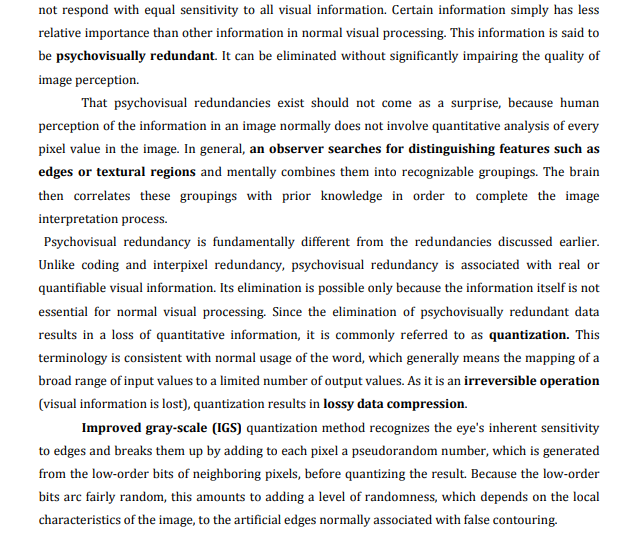 not respond with equal sensitivity to all visual information. Certain information simply has less
relative importance than other information in normal visual processing. This information is said to
be psychovisually redundant. It can be eliminated without significantly impairing the quality of
image perception.
That psychovisual redundancies exist should not come as a surprise, because human
perception of the information in an image normally does not involve quantitative analysis of every
pixel value in the image. In general, an observer searches for distinguishing features such as
edges or textural regions and mentally combines them into recognizable groupings. The brain
then correlates these groupings with prior knowledge in order to complete the image
interpretation process.
Psychovisual redundancy is fundamentally different from the redundancies discussed earlier.
Unlike coding and interpixel redundancy, psychovisual redundancy is associated with real or
quantifiable visual information. Its elimination is possible only because the information itself is not
essential for normal visual processing. Since the elimination of psychovisually redundant data
results in a loss of quantitative information, it is commonly referred to as quantization. This
terminology is consistent with normal usage of the word, which generally means the mapping of a
broad range of input values to a limited number of output values. As it is an irreversible operation
(visual information is lost), quantization results in lossy data compression.
Improved gray-scale (IGS) quantization method recognizes the eye's inherent sensitivity
to edges and breaks them up by adding to each pixel a pseudorandom number, which is generated
from the low-order bits of neighboring pixels, before quantizing the result. Because the low-order
bits arc fairly random, this amounts to adding a level of randomness, which depends on the local
characteristics of the image, to the artificial edges normally associated with false contouring.